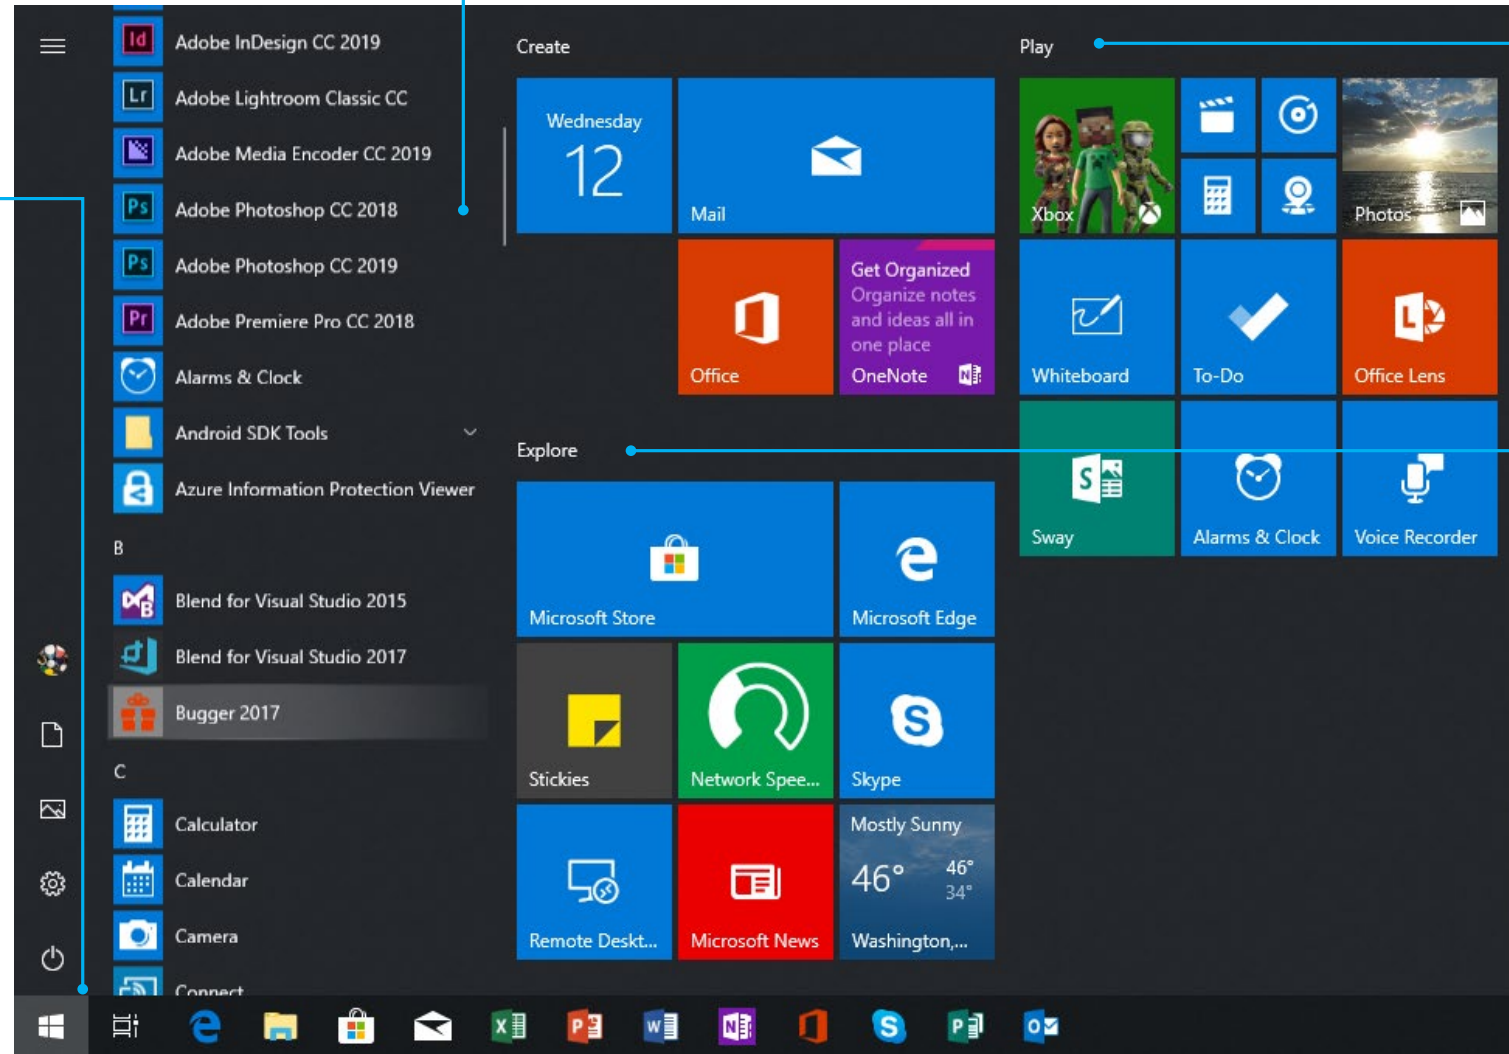 Id
Adobe InDesign CC 2019
Lr
Adobe Lightroom Classic CC
Adobe Media Encoder CC 2019
Ps
Adobe Photoshop CC 2018
Ps
Adobe Photoshop CC 2019
Pr
Adobe Premiere Pro CC 2018
Alarms & Clock
Android SDK Tools
Azure Information Protection Viewer
B
B
Blend for Visual Studio 2015
Blend for Visual Studio 2017
Bugger 2017
C
Calculator
Calendar
Camera
Connect
Create
Wednesday
12
Mail
Office
Get Organized
Organize notes
and ideas all in
one place
OneNote
N
Explore
Microsoft Store
Microsoft Edge
Stickies
Network Spee...
S
Skype
Remote Deskt...
Microsoft News
Mostly Sunny
46°
46°
34°
Washington,...
Play
Xbox
Photos
Whiteboard
To-Do
L
Office Lens
S
Sway
Alarms & Clock
Voice Recorder
X
P
W
N
S
P
O